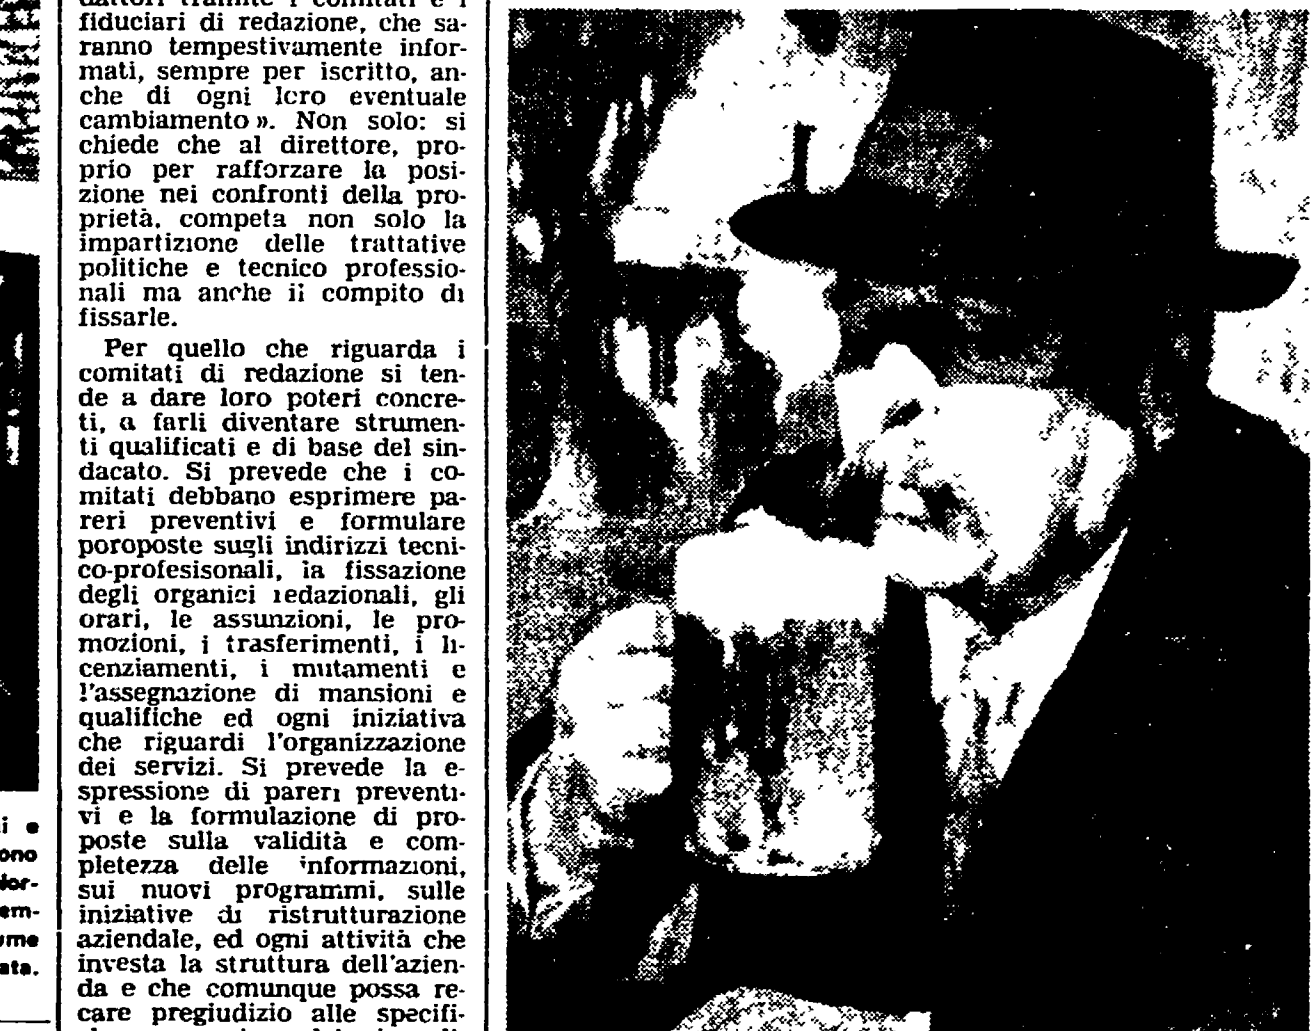 fiduciari di redazione, che sa-
ranno tempestivamente infor-
mati, sempre per iscritto, an-
che di ogni lcro eventuale
cambiamento». Non solo: si
chiede che al direttore, pro-
prio per rafforzare la posi-
zione nei confronti della pro-
prietà, competa non solo la
impartizione delle trattative
politiche e tecnico professio-
nali ma anche il compito di
fissarle.
Per quello che riguarda i
comitati di redazione si ten-
de a dare loro poteri concre-
ti, a farli diventare strumen-
ti qualificati e di base del sin-
dacato. Si prevede che i co-
mitati debbano esprimere pa-
reri preventivi e formulare
poroposte sugli indirizzi tecni-
co-profesisonali, la fissazione
degli organici redazionali, gli
orari, le assunzioni, le pro-
mozioni, i trasferimenti, i li-
cenziamenti, i mutamenti e
l'assegnazione di mansioni e
qualifiche ed ogni iniziativa
che riguardi l'organizzazione
dei servizi. Si prevede la e-
spressione di pareri preventi-
vi e la formulazione di pro-
poste sulla validità e com-
pletezza delle informazioni,
sui nuovi programmi, sulle
iniziative di ristrutturazione
aziendale, ed ogni attività che
investa la struttura dell'azien-
da e che comunque possa re-
care pregiudizio alle specifi-
i e
ono
em-
ume
ata.